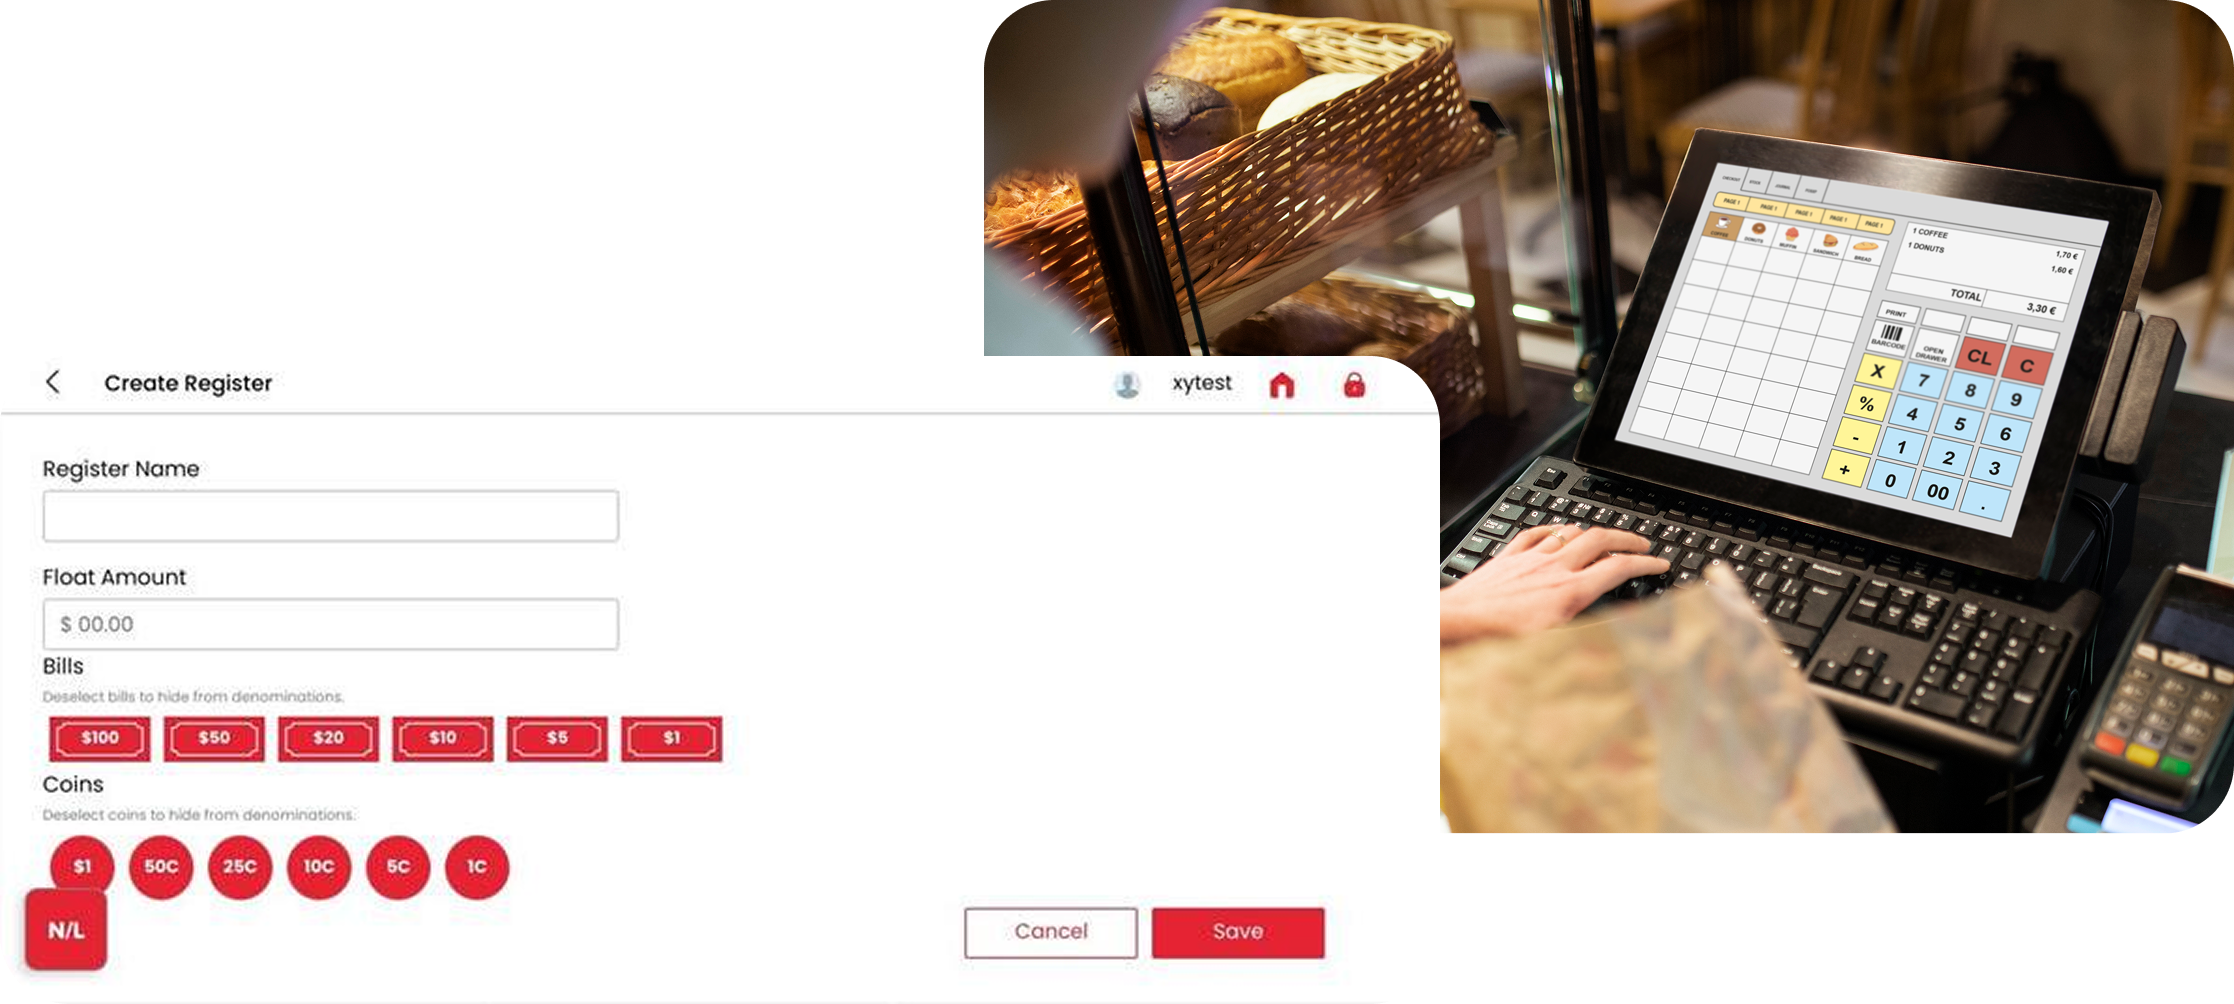 Create Register
xytest
Register Name
Float Amount
$ 00.00
Bills
Deselect bills to hide from denominations.
$100 $50 $20 $10 $5 $1
Coins
Deselect coins to hide from denominations.
$1 50C 25C 10C 5C 1C
N/L
Cancel Save
PAGE 1 PAGE 1 PAGE 1 PAGE 1 PAGE 1
COFFEE DONUTS MUFFIN SANDWICH BREAD
1 COFFEE 1,70 €
1 DONUTS 1,60 €
TOTAL 3,30 €
PRINT
BARCODE OPEN DRAWER CL C
X 7 8 9
% 4 5 6
- 1 2 3
+ 0 00 .